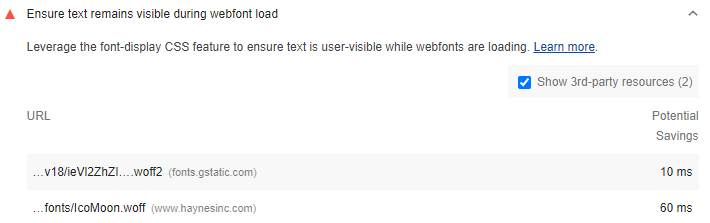 Ensure text remains visible during webfont load
Leverage the font-display CSS feature to ensure text is user-visible while webfonts are loading. Learn more.
Show 3rd-party resources (2)
URL
Potential
Savings
…v18/ieVl2ZhZI….woff2 (fonts.gstatic.com)
10 ms
…fonts/IcoMoon.woff (www.haynesinc.com)
60 ms